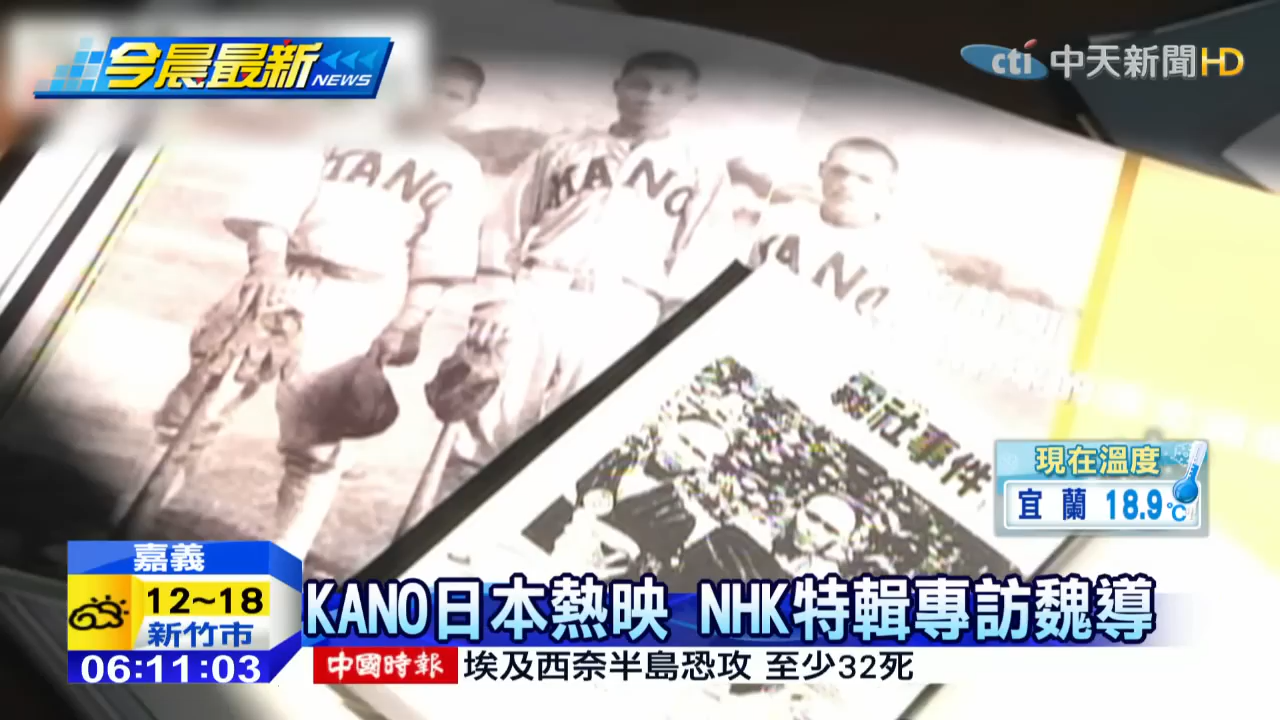 今晨最新
NEWS
cti 中天新聞HD
KANO
KANO
KANO
霧社事件
現在溫度
宜蘭 18.9℃
嘉義
12~18
新竹市
06:11:03
KANO日本熱映 NHK特輯專訪魏導
中國時報 埃及西奈半島恐攻 至少32死